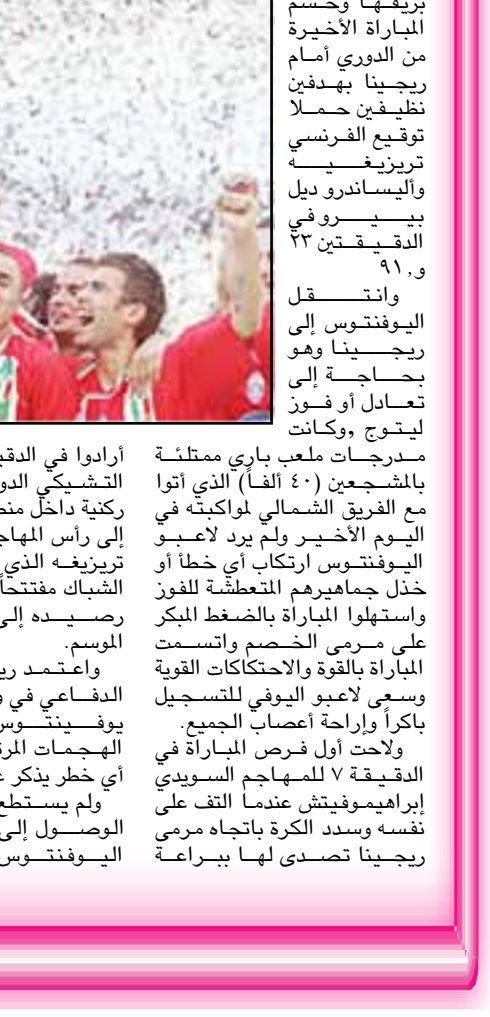 بريقها وحسم
المباراة الأخيرة
من الدوري أمام
ريجينا بهدفين
نظيفين حملا
توقيع الفرنسي
تريزيغيه
وأليساندرو ديل
بييرو في
الدقيقتين ٢٣
و,٩١
وانتقل
اليوفنتوس إلى
ريجينا وهو
بحاجة إلى
تعادل أو فوز
ليتوج ,وكانت
مدرجات ملعب باري ممتلئة
بالمشجعين (٤٠ ألفاً) الذي أتوا
مع الفريق الشمالي لمواكبته في
اليوم الأخير ولم يرد لاعبو
اليوفنتوس ارتكاب أي خطأ أو
خذل جماهيرهم المتعطشة للفوز
واستهلوا المباراة بالضغط المبكر
على مرمى الخصم واتسمت
المباراة بالقوة والاحتكاكات القوية
وسعى لاعبو اليوفي للتسجيل
باكراً وإراحة أعصاب الجميع.
ولاحت أول فرص المباراة في
الدقيقة ٧ للمهاجم السويدي
إبراهيموفيتش عندما التف على
نفسه وسدد الكرة باتجاه مرمى
ريجينا تصدى لها ببراعة
أرادوا في الدقي
التشيكي الدو
ركنية داخل منط
إلى رأس المهاج
تريزيغه الذي
الشباك مفتتحاً
رصيده إلى
الموسم.
واعتمد ري
الدفاعي في و
يوفينتوس
الهجمات المرت
أي خطر يذكر ع
ولم يستطع
الوصول إلى
اليوفنتوس